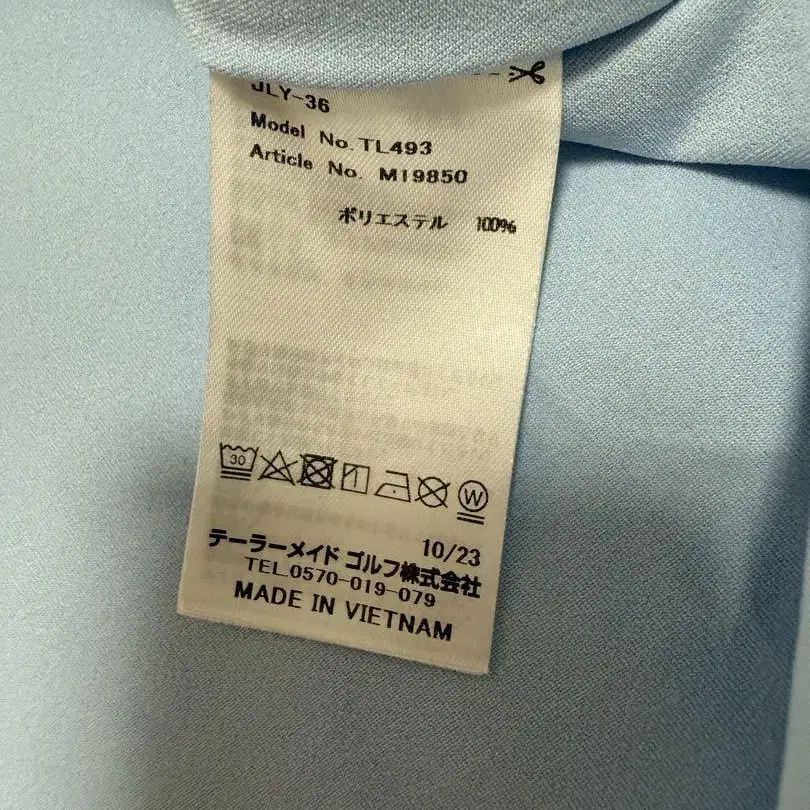 JLY-36
Model No. TL493
Article No. M19850
ポリエステル 100%
30
W
10/23
テーラーメイド ゴルフ株式会社
TEL.0570-019-079
MADE IN VIETNAM